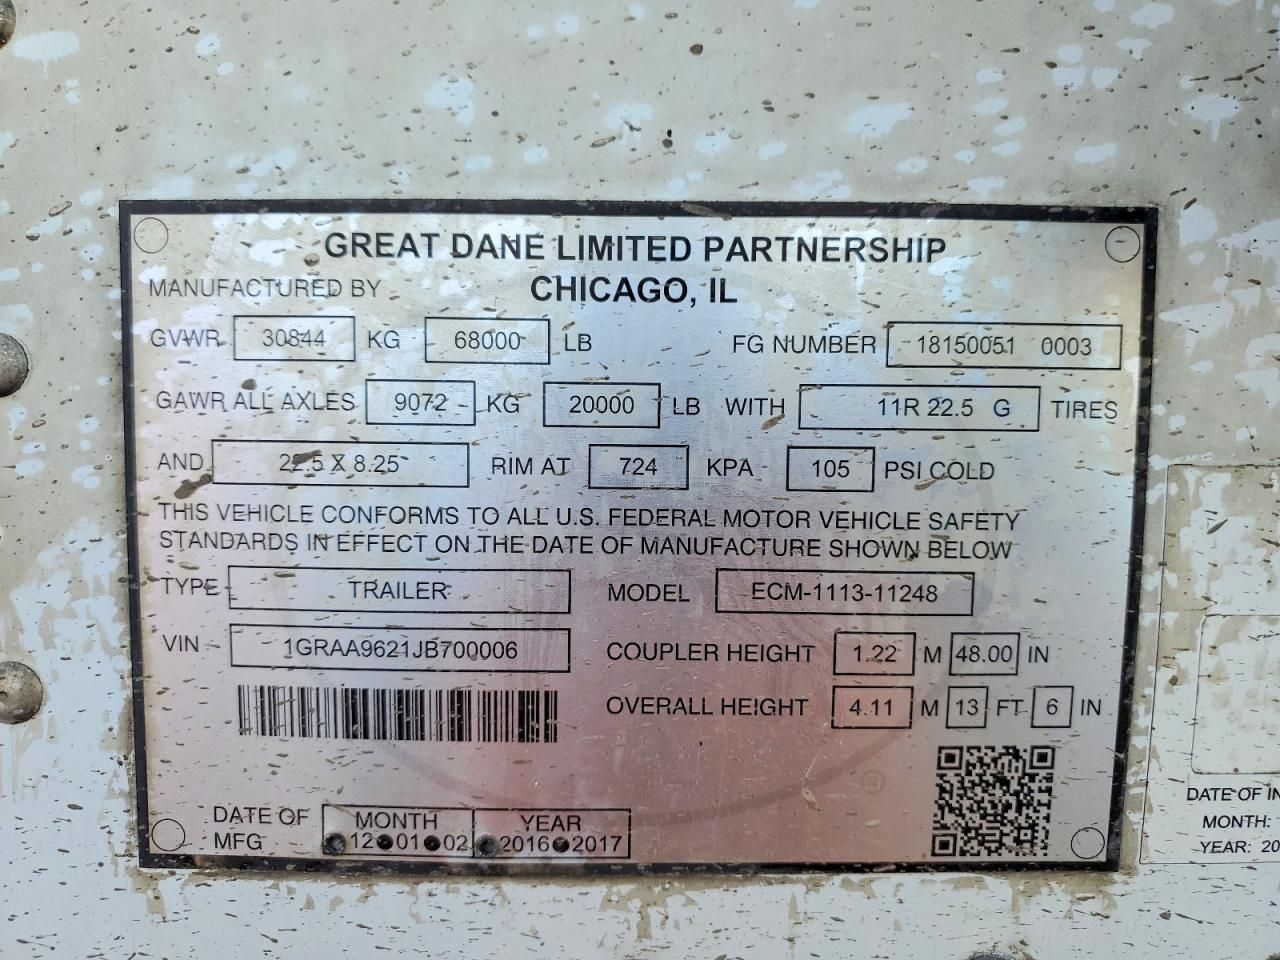 GREAT DANE LIMITED PARTNERSHIP
MANUFACTURED BY CHICAGO, IL
GVWR 30844 KG 68000 LB FG NUMBER 18150051 0003
GAWR ALL AXLES 9072 KG 20000 LB WITH 11R 22.5 G TIRES
AND 22.5 X 8.25 RIM AT 724 KPA 105 PSI COLD
THIS VEHICLE CONFORMS TO ALL U.S. FEDERAL MOTOR VEHICLE SAFETY
STANDARDS IN EFFECT ON THE DATE OF MANUFACTURE SHOWN BELOW
TYPE TRAILER MODEL ECM-1113-11248
VIN 1GRAA9621JB700006 COUPLER HEIGHT 1.22 M 48.00 IN
OVERALL HEIGHT 4.11 M 13 FT 6 IN
®
DATE OF MFG MONTH YEAR
12 01 02 2016 2017
DATE OF IN
MONTH:
YEAR: 20